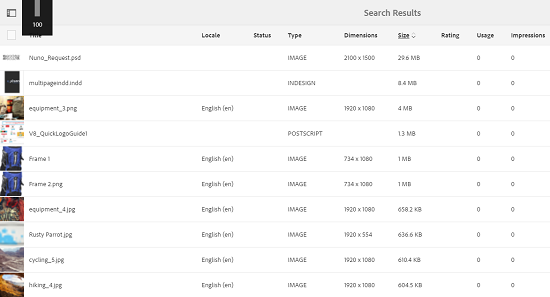 Search Results
100
Title Locale Status Type Dimensions Size Rating Usage Impressions
Nuno_Request.psd IMAGE 2100 x 1500 29.6 MB 0 0
multipageindd.indd INDESIGN 8.4 MB 0 0
equipment_3.png English (en) IMAGE 1920 x 1080 4 MB 0 0
V8_QuickLogoGuide1 POSTSCRIPT 1.3 MB 0 0
Frame 1 English (en) IMAGE 734 x 1080 1 MB 0 0
Frame 2.png English (en) IMAGE 734 x 1080 1 MB 0 0
equipment_4.jpg English (en) IMAGE 1920 x 1080 658.2 KB 0 0
Rusty Parrot.jpg English (en) IMAGE 1920 x 554 636.6 KB 0 0
cycling_5.jpg English (en) IMAGE 1920 x 1080 610.4 KB 0 0
hiking_4.jpg English (en) IMAGE 1920 x 1080 604.5 KB 0 0